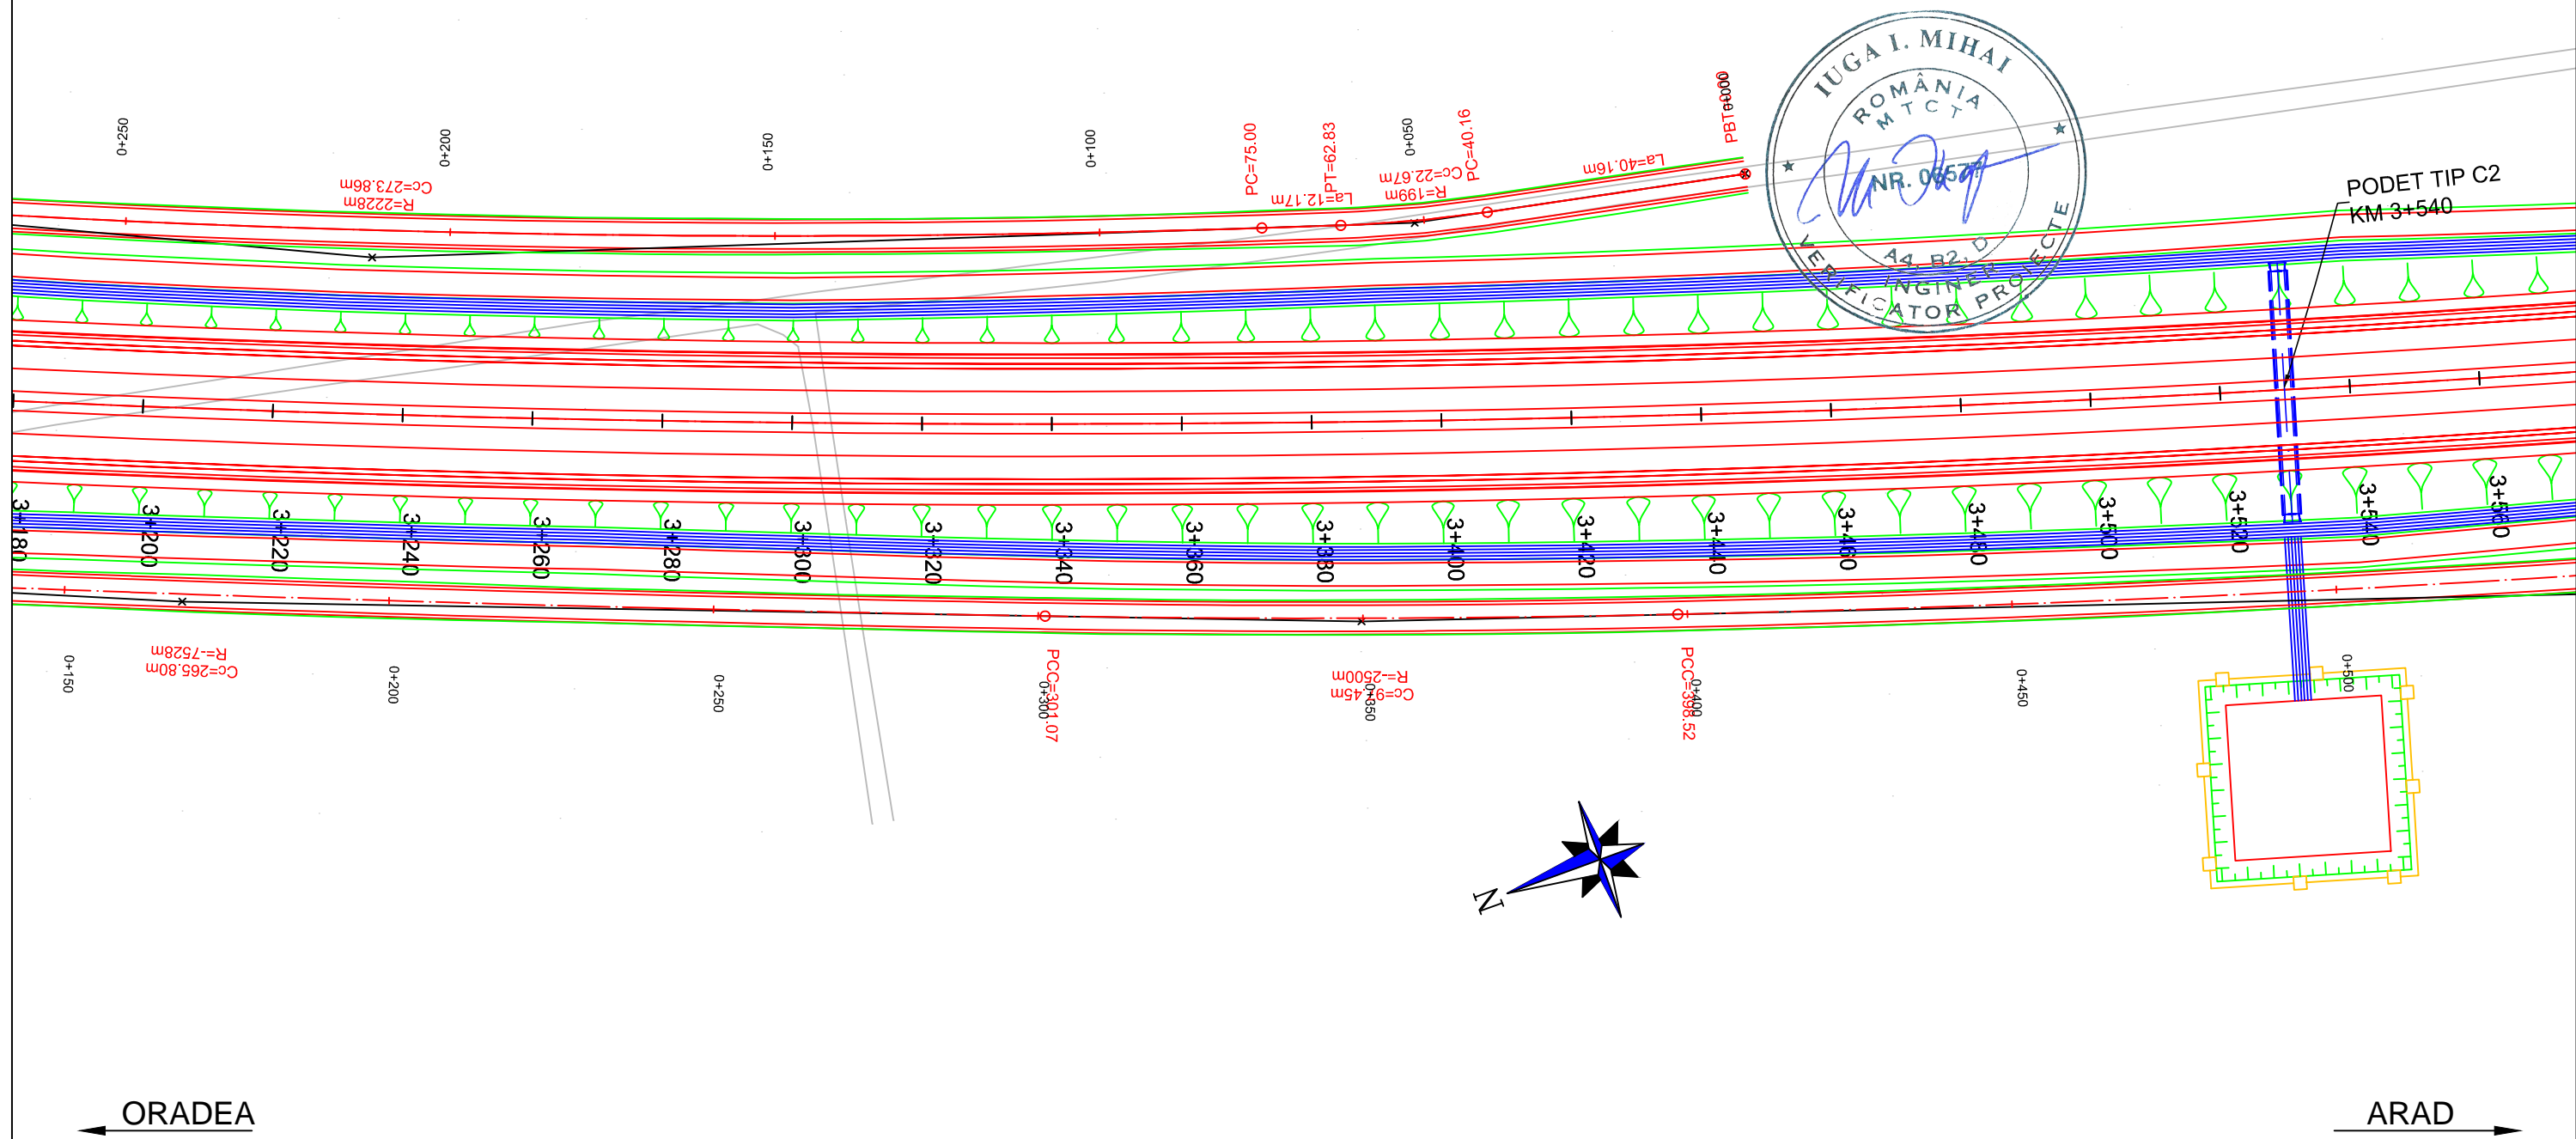 0+250
0+200
0+150
0+100
0+050
PC=75.00
PT=62.83
PC=40.16
PBT=0.00
0+000
Cc=273.86m
R=2228m
La=12.17m
Cc=22.67m
R=199m
La=40.16m
IUGA I. MIHAI
ROMÂNIA
M T C T
NR. 06577
A4, B2, D
INGINER
VERIFICATOR PROIECTE
PODET TIP C2
KM 3+540
3+180
3+200
3+220
3+240
3+260
3+280
3+300
3+320
3+340
3+360
3+380
3+400
3+420
3+440
3+460
3+480
3+500
3+520
3+540
3+560
0+150
R=-7528m
Cc=265.80m
0+200
0+250
0+300
PCC=301.07
R=-2500m
Cc=97.45m
0+350
PCC=398.52
0+400
0+450
0+500
N
ORADEA
ARAD